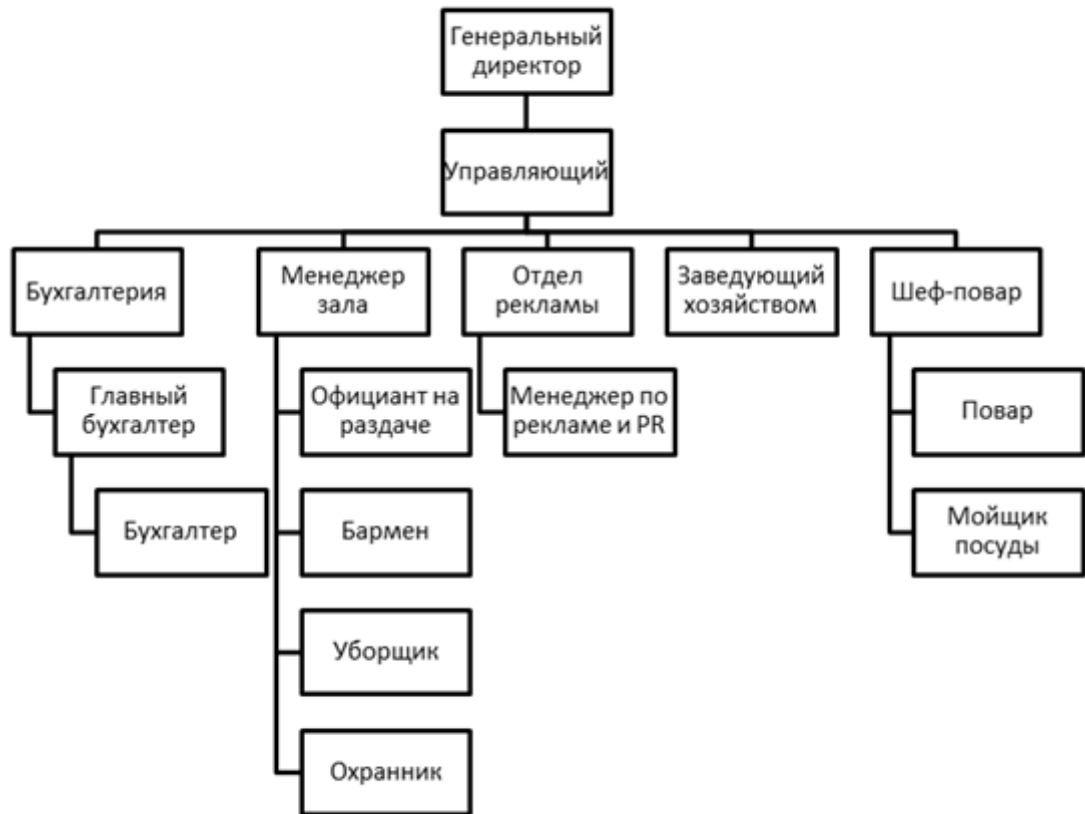 Генеральный
директор
Управляющий
Бухгалтерия
Менеджер
зала
Отдел
рекламы
Заведующий
хозяйством
Шеф-повар
Главный
бухгалтер
Официант на
раздаче
Менеджер по
рекламе и PR
Повар
Бухгалтер
Бармен
Мойщик
посуды
Уборщик
Охранник